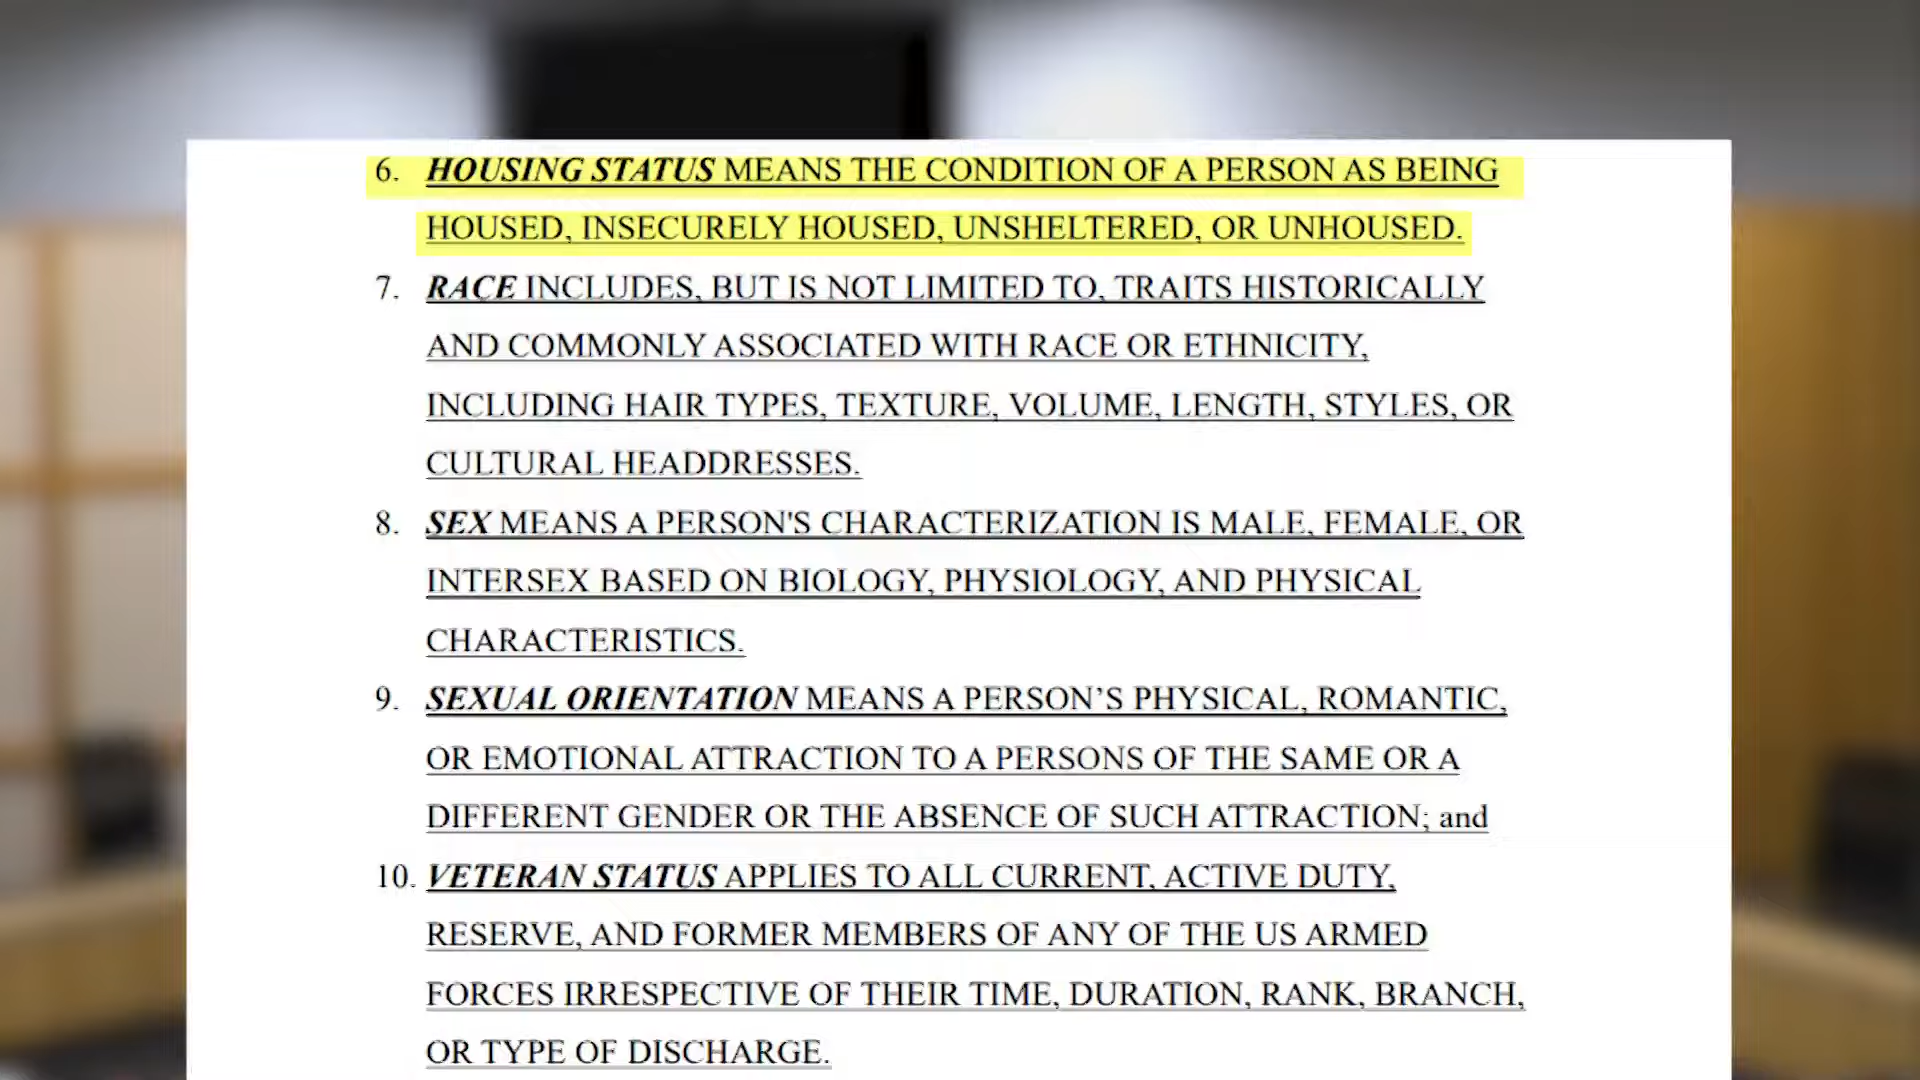 6. HOUSING STATUS MEANS THE CONDITION OF A PERSON AS BEING
HOUSED, INSECURELY HOUSED, UNSHELTERED, OR UNHOUSED.
7. RACE INCLUDES, BUT IS NOT LIMITED TO, TRAITS HISTORICALLY
AND COMMONLY ASSOCIATED WITH RACE OR ETHNICITY,
INCLUDING HAIR TYPES, TEXTURE, VOLUME, LENGTH, STYLES, OR
CULTURAL HEADDRESSES.
8. SEX MEANS A PERSON'S CHARACTERIZATION IS MALE, FEMALE, OR
INTERSEX BASED ON BIOLOGY, PHYSIOLOGY, AND PHYSICAL
CHARACTERISTICS.
9. SEXUAL ORIENTATION MEANS A PERSON’S PHYSICAL, ROMANTIC,
OR EMOTIONAL ATTRACTION TO A PERSONS OF THE SAME OR A
DIFFERENT GENDER OR THE ABSENCE OF SUCH ATTRACTION; and
10. VETERAN STATUS APPLIES TO ALL CURRENT, ACTIVE DUTY,
RESERVE, AND FORMER MEMBERS OF ANY OF THE US ARMED
FORCES IRRESPECTIVE OF THEIR TIME, DURATION, RANK, BRANCH,
OR TYPE OF DISCHARGE.